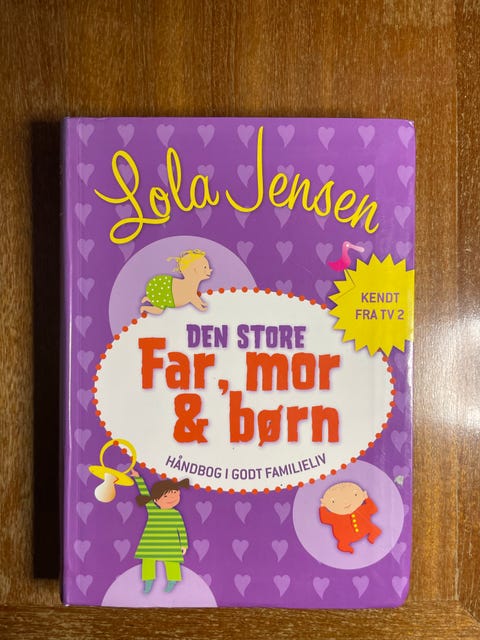 Lola Jensen
KENDT
FRA TV 2
DEN STORE
Far, mor
& børn
HÅNDBOG I GODT FAMILIELIV